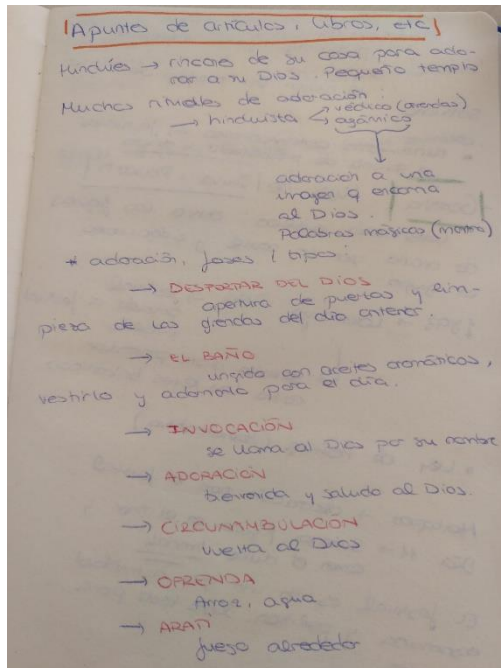 Apuntes de artículos, libros, etc
Hindúes → rincones de su casa para ado-
rar a su Dios. Pequeño templo
Muchos rituales de adoración.
→ hinduista védico (ofrendas)
agámico
adoración a una
imagen q encarna
al Dios.
Palabras mágicas (mantra)
* adoración, fases / tipos:
→ DESPERTAR DEL DIOS
apertura de puertas y lim-
pieza de las ofrendas del día anterior.
→ EL BAÑO
ungido con aceites aromáticos,
vestirlo y adornarlo para el día.
→ INVOCACIÓN
se llama al Dios por su nombre
→ ADORACIÓN
bienvenida y saludo al Dios.
→ CIRCUNAMBULACIÓN
vuelta al Dios
→ OFRENDA
Arroz, agua
→ ARATI
fuego alrededor